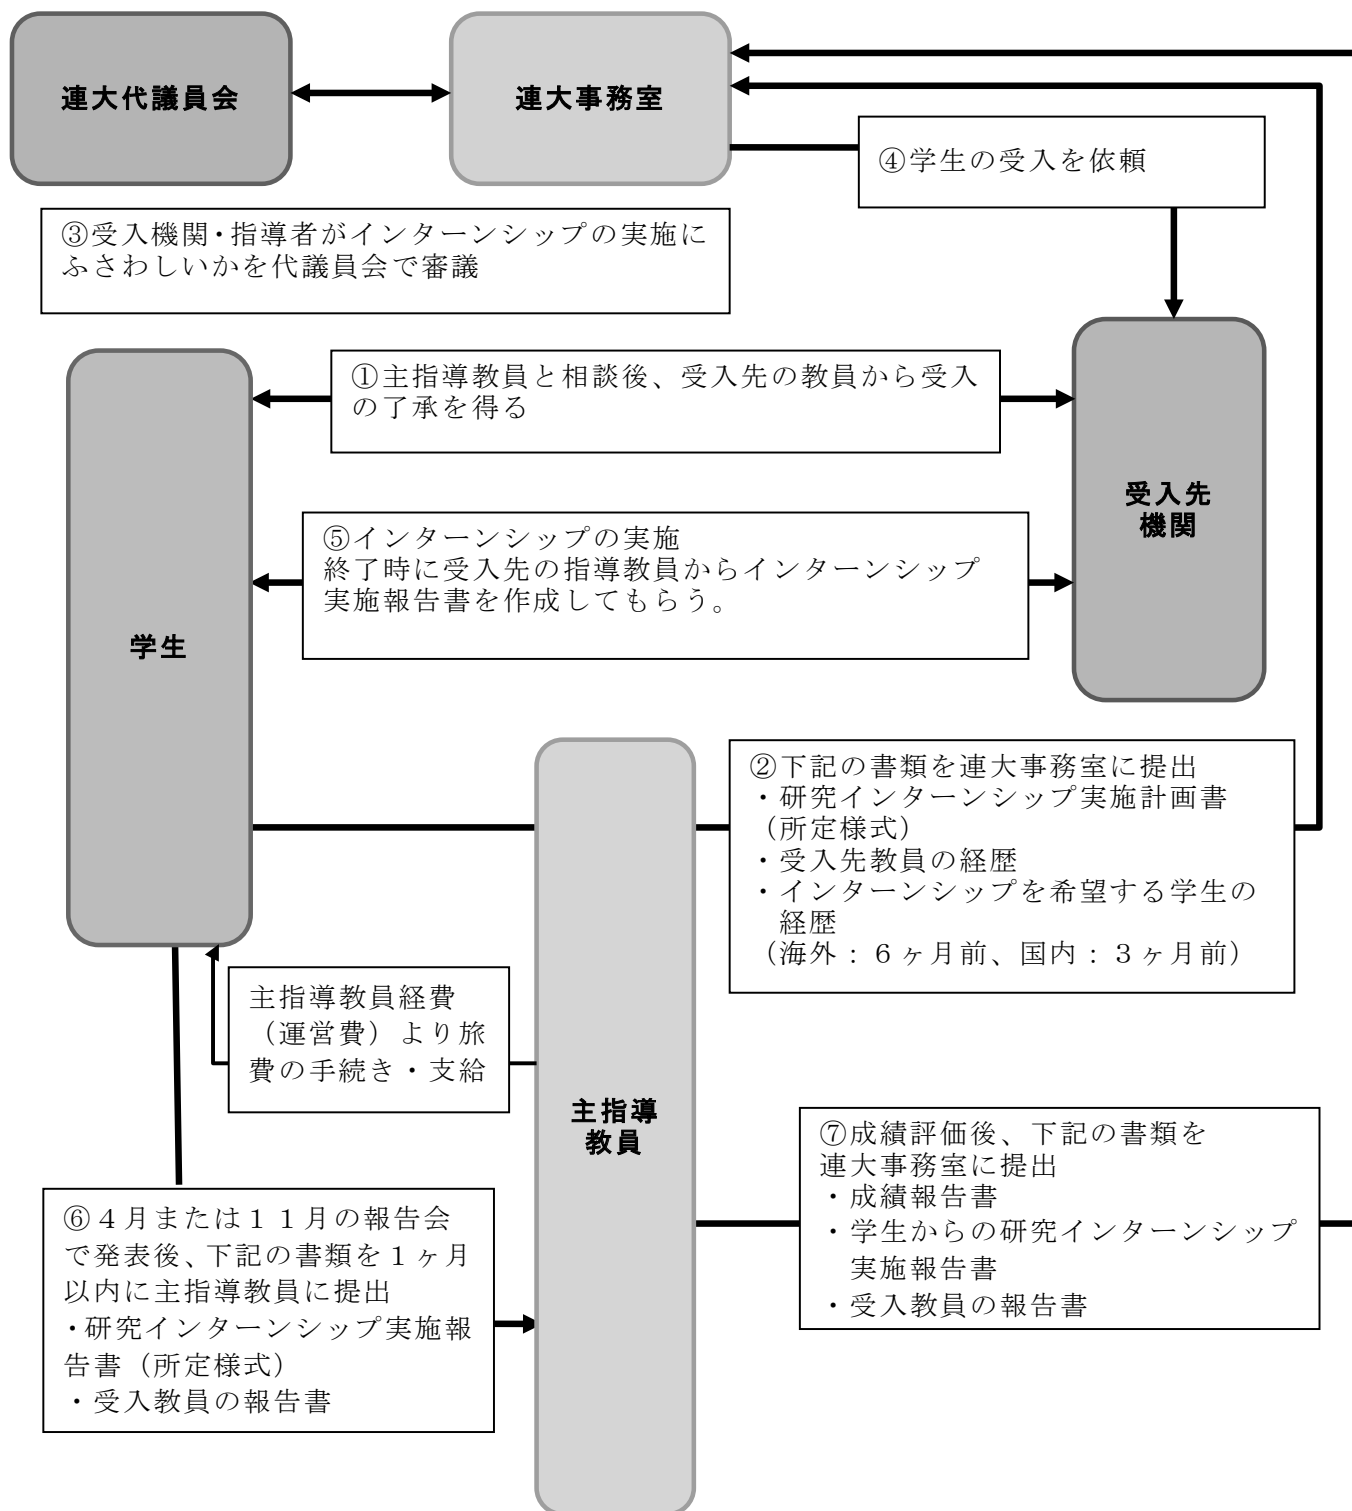 連大代議員会
連大事務室
④学生の受入を依頼
③受入機関・指導者がインターンシップの実施に
ふさわしいかを代議員会で審議
①主指導教員と相談後、受入先の教員から受入
の了承を得る
受入先
機関
⑤インターンシップの実施
終了時に受入先の指導教員からインターンシップ
実施報告書を作成してもらう。
学生
②下記の書類を連大事務室に提出
・研究インターンシップ実施計画書
（所定様式）
・受入先教員の経歴
・インターンシップを希望する学生の
経歴
（海外：６ヶ月前、国内：３ヶ月前）
主指導教員経費
（運営費）より旅
費の手続き・支給
主指導
教員
⑦成績評価後、下記の書類を
連大事務室に提出
・成績報告書
・学生からの研究インターンシップ
実施報告書
・受入教員の報告書
⑥４月または１１月の報告会
で発表後、下記の書類を１ヶ月
以内に主指導教員に提出
・研究インターンシップ実施報
告書（所定様式）
・受入教員の報告書